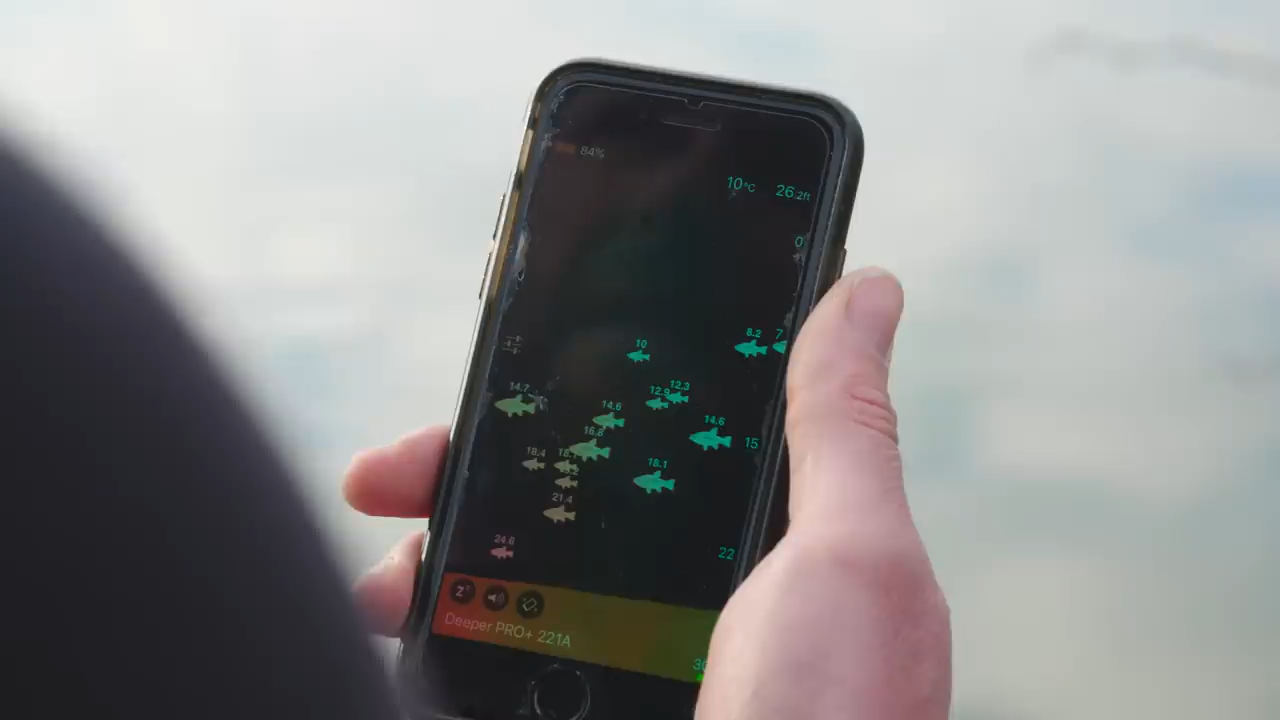 84%
10°C 26.2ft
0
10 8.2 7
14.7 12.9 12.3
14.6 14.6
16.8 15
18.4 18.1
21.4
24.6 22
Deeper PRO+ 221A